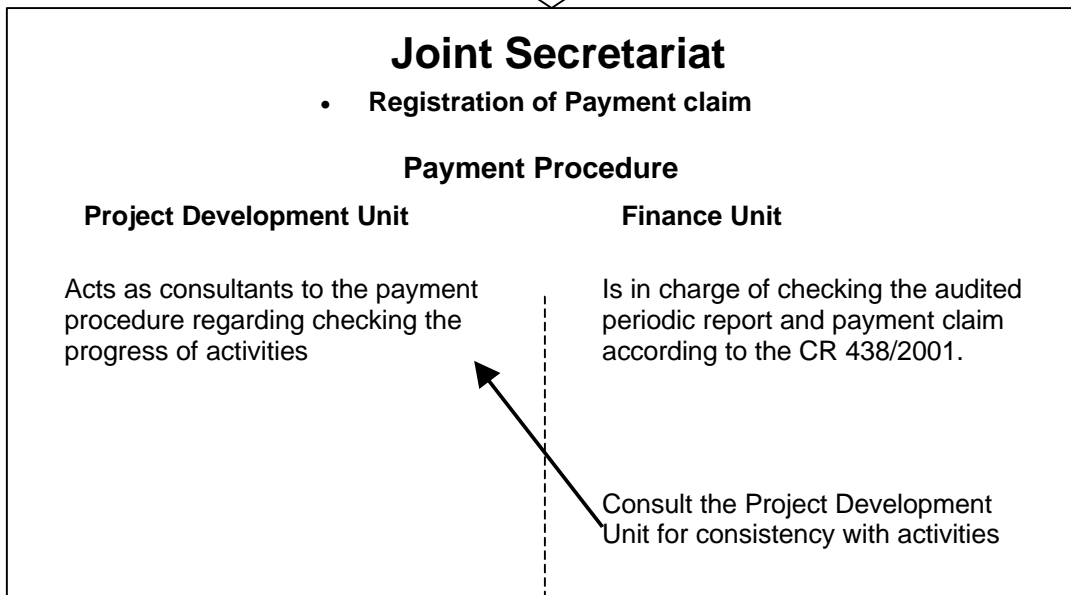 Joint Secretariat
• Registration of Payment claim
Payment Procedure
Project Development Unit
Finance Unit
Acts as consultants to the payment
procedure regarding checking the
progress of activities
Is in charge of checking the audited
periodic report and payment claim
according to the CR 438/2001.
Consult the Project Development
Unit for consistency with activities